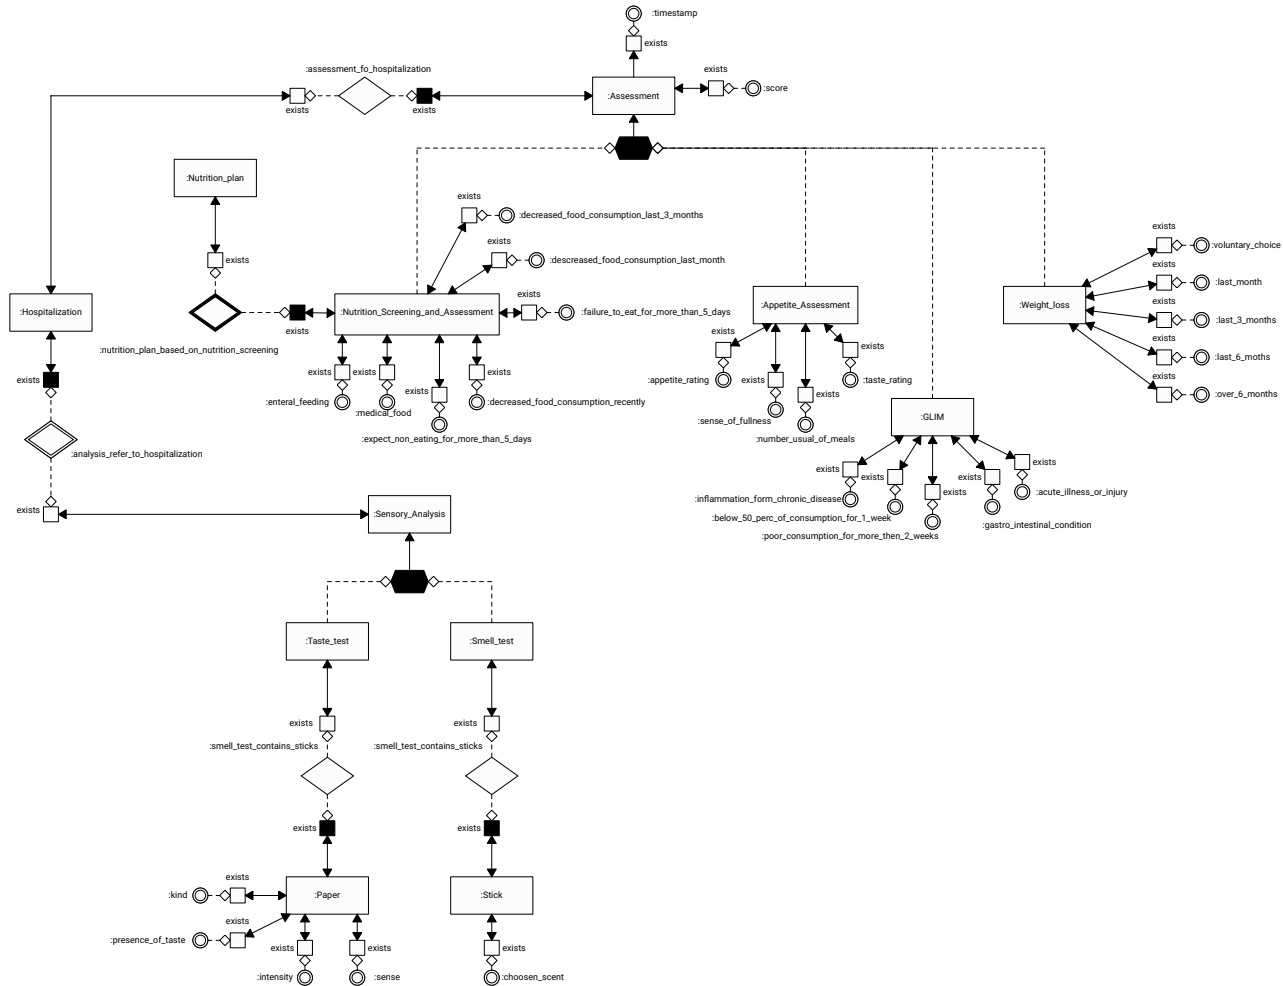 :timestamp
exists
:assessment_fo_hospitalization
exists
exists
exists
:Assessment
:score
:Nutrition_plan
exists
:nutrition_plan_based_on_nutrition_screening
exists
exists
:decreased_food_consumption_last_3_months
exists
:descreased_food_consumption_last_month
exists
:failure_to_eat_for_more_than_5_days
:Hospitalization
:Nutrition_Screening_and_Assessment
:Appetite_Assessment
:Weight_loss
exists
:voluntary_choice
exists
:last_month
exists
:last_3_months
exists
:last_6_moths
exists
:over_6_months
exists
:enteral_feeding
exists
:medical_food
exists
:expect_non_eating_for_more_than_5_days
exists
:decreased_food_consumption_recently
exists
:appetite_rating
exists
:sense_of_fullness
exists
:number_usual_of_meals
exists
:taste_rating
:GLIM
exists
:inflammation_form_chronic_disease
exists
:below_50_perc_of_consumption_for_1_week
exists
:poor_consumption_for_more_then_2_weeks
exists
:gastro_intestinal_condition
exists
:acute_illness_or_injury
exists
:analysis_refer_to_hospitalization
exists
:Sensory_Analysis
:Taste_test
:Smell_test
exists
exists
:smell_test_contains_sticks
:smell_test_contains_sticks
exists
exists
:Paper
:Stick
exists
:kind
exists
:presence_of_taste
exists
:intensity
exists
:sense
exists
:choosen_scent